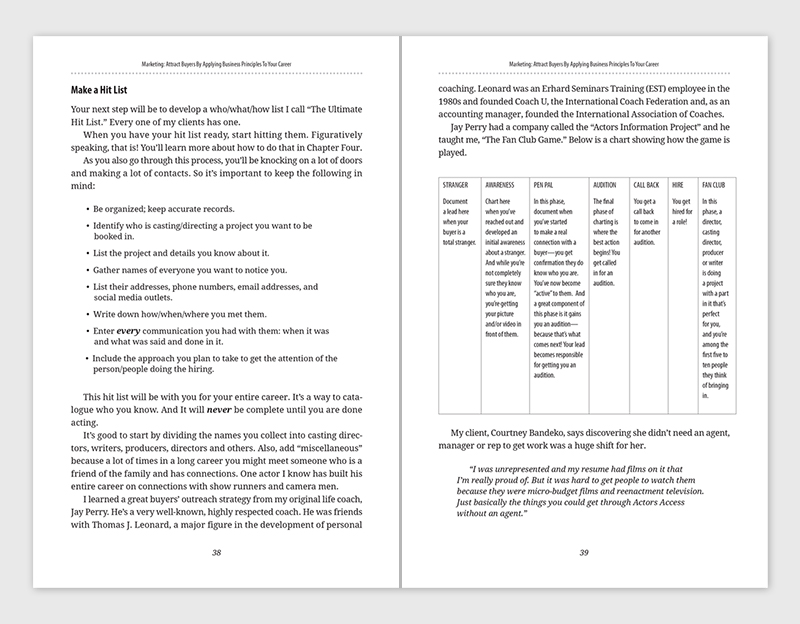 Marketing: Attract Buyers By Applying Business Principles To Your Career
Make a Hit List
Your next step will be to develop a who/what/how list I call “The Ultimate
Hit List.” Every one of my clients has one.
When you have your hit list ready, start hitting them. Figuratively
speaking, that is! You’ll learn more about how to do that in Chapter Four.
As you also go through this process, you’ll be knocking on a lot of doors
and making a lot of contacts. So it’s important to keep the following in
mind:
• Be organized; keep accurate records.
• Identify who is casting/directing a project you want to be
booked in.
• List the project and details you know about it.
• Gather names of everyone you want to notice you.
• List their addresses, phone numbers, email addresses, and
social media outlets.
• Write down how/when/where you met them.
• Enter every communication you had with them: when it was
and what was said and done in it.
• Include the approach you plan to take to get the attention of the
person/people doing the hiring.
This hit list will be with you for your entire career. It’s a way to cata-
logue who you know. And It will never be complete until you are done
acting.
It’s good to start by dividing the names you collect into casting direc-
tors, writers, producers, directors and others. Also, add “miscellaneous”
because a lot of times in a long career you might meet someone who is a
friend of the family and has connections. One actor I know has built his
entire career on connections with show runners and camera men.
I learned a great buyers’ outreach strategy from my original life coach,
Jay Perry. He’s a very well-known, highly respected coach. He was friends
with Thomas J. Leonard, a major figure in the development of personal
38
Marketing: Attract Buyers By Applying Business Principles To Your Career
coaching. Leonard was an Erhard Seminars Training (EST) employee in the
1980s and founded Coach U, the International Coach Federation and, as an
accounting manager, founded the International Association of Coaches.
Jay Perry had a company called the “Actors Information Project” and he
taught me, “The Fan Club Game.” Below is a chart showing how the game is
played.
STRANGER
Document
a lead here
when your
buyer is a
total stranger.
AWARENESS
Chart here
when you’ve
reached out and
developed an
initial awareness
about a stranger.
And while you’re
not completely
sure they know
who you are,
you’re getting
your picture
and/or video in
front of them.
PEN PAL
In this phase,
document when
you’ve started
to make a real
connection with a
buyer—you get
confirmation they do
know who you are.
You’ve now become
“active” to them. And
a great component of
this phase is it gains
you an audition—
because that’s what
comes next! Your lead
becomes responsible
for getting you an
audition.
AUDITION
The final
phase of
charting is
where the
best action
begins! You
get called
in for an
audition.
CALL BACK
You get a
call back
to come in
for another
audition.
HIRE
You get
hired for
a role!
FAN CLUB
In this
phase, a
director,
casting
director,
producer
or writer
is doing
a project
with a part
in it that’s
perfect
for you,
and you’re
among the
first five to
ten people
they think
of bringing
in.
My client, Courtney Bandeko, says discovering she didn’t need an agent,
manager or rep to get work was a huge shift for her.
“I was unrepresented and my resume had films on it that
I’m really proud of. But it was hard to get people to watch them
because they were micro-budget films and reenactment television.
Just basically the things you could get through Actors Access
without an agent.”
39